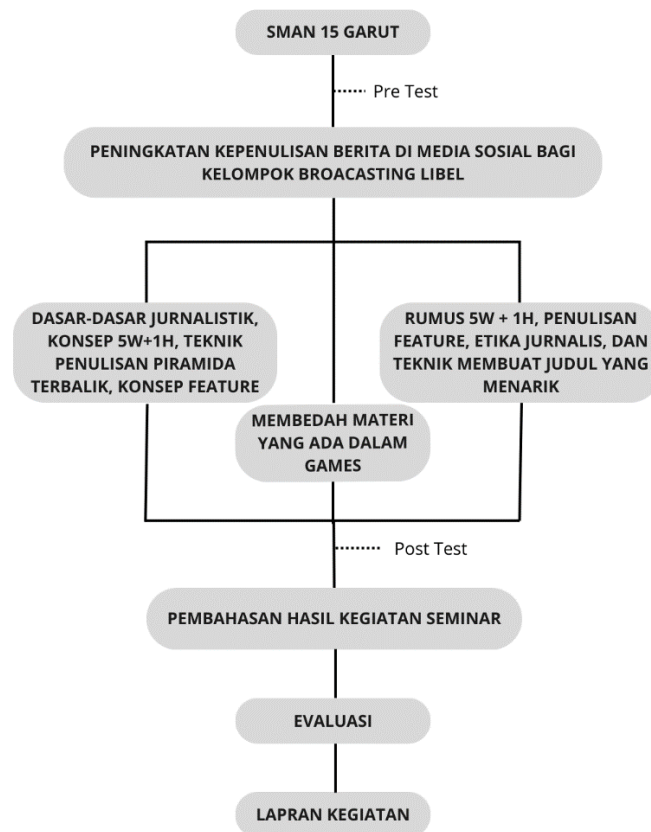 SMAN 15 GARUT
Pre Test
PENINGKATAN KEPENULISAN BERITA DI MEDIA SOSIAL BAGI
KELOMPOK BROACASTING LIBEL
DASAR-DASAR JURNALISTIK,
KONSEP 5W+1H, TEKNIK
PENULISAN PIRAMIDA
TERBALIK, KONSEP FEATURE
MEMBEDAH MATERI
YANG ADA DALAM
GAMES
RUMUS 5W + 1H, PENULISAN
FEATURE, ETIKA JURNALIS, DAN
TEKNIK MEMBUAT JUDUL YANG
MENARIK
Post Test
PEMBAHASAN HASIL KEGIATAN SEMINAR
EVALUASI
LAPRAN KEGIATAN